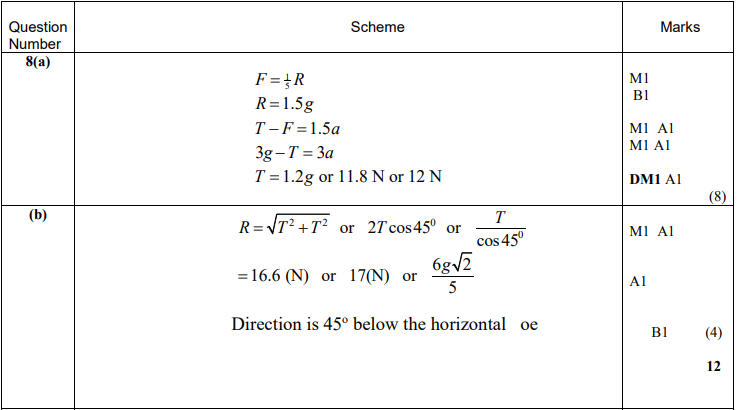 Question Number Scheme Marks
8(a)
F = 1/5 R M1
R = 1.5g B1
T – F = 1.5a M1 A1
3g – T = 3a M1 A1
T = 1.2g or 11.8 N or 12 N DM1 A1
(8)
(b)
R = √(T² + T²) or 2T cos 45⁰ or T/cos 45⁰ M1 A1
= 16.6 (N) or 17(N) or 6g√2/5 A1
Direction is 45° below the horizontal oe B1 (4)
12